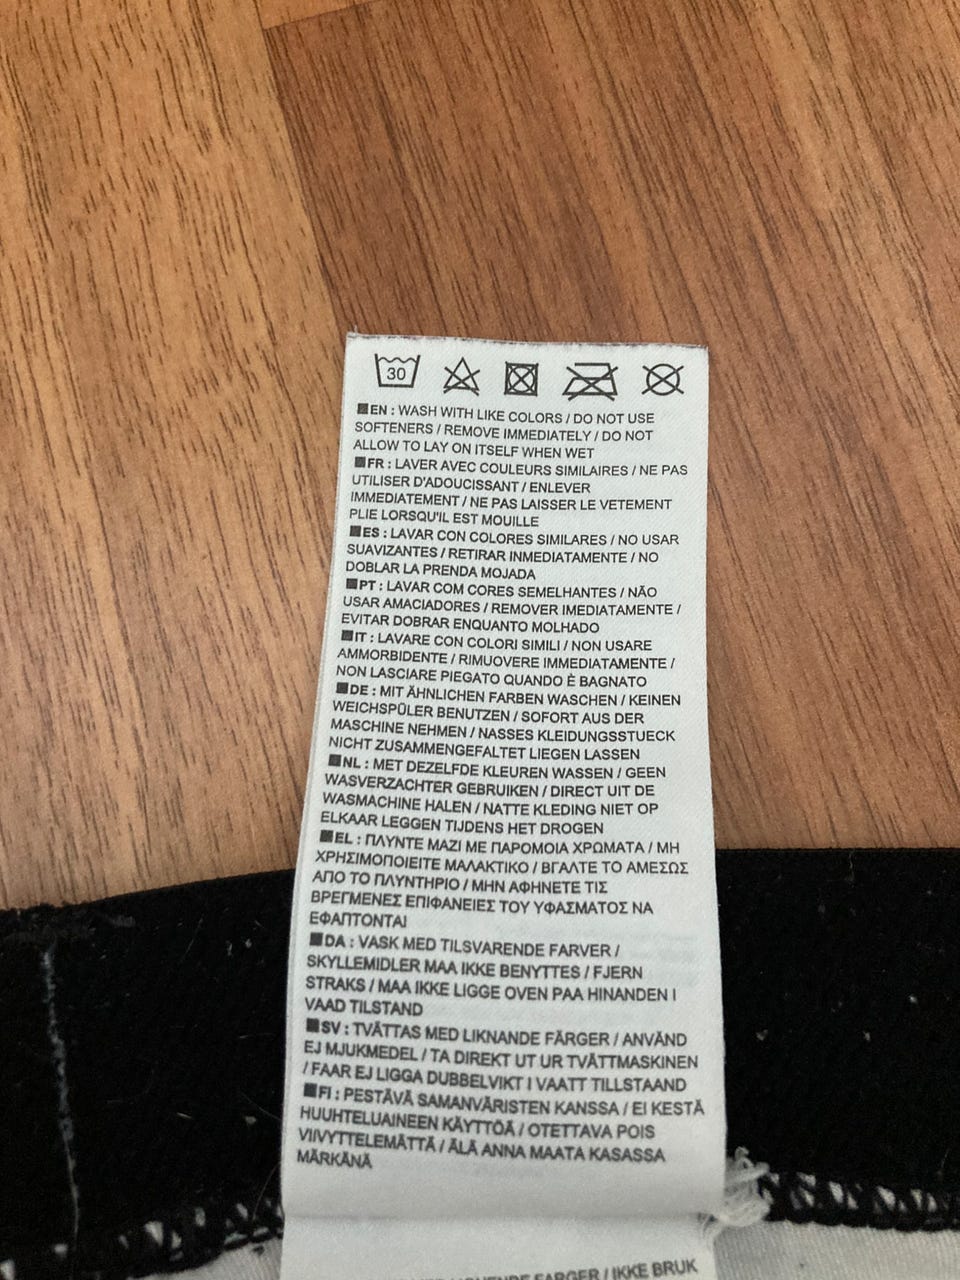 30
EN : WASH WITH LIKE COLORS / DO NOT USE
SOFTENERS / REMOVE IMMEDIATELY / DO NOT
ALLOW TO LAY ON ITSELF WHEN WET
FR : LAVER AVEC COULEURS SIMILAIRES / NE PAS
UTILISER D'ADOUCISSANT / ENLEVER
IMMEDIATEMENT / NE PAS LAISSER LE VETEMENT
PLIE LORSQU'IL EST MOUILLE
ES : LAVAR CON COLORES SIMILARES / NO USAR
SUAVIZANTES / RETIRAR INMEDIATAMENTE / NO
DOBLAR LA PRENDA MOJADA
PT : LAVAR COM CORES SEMELHANTES / NÃO
USAR AMACIADORES / REMOVER IMEDIATAMENTE /
EVITAR DOBRAR ENQUANTO MOLHADO
IT : LAVARE CON COLORI SIMILI / NON USARE
AMMORBIDENTE / RIMUOVERE IMMEDIATAMENTE /
NON LASCIARE PIEGATO QUANDO È BAGNATO
DE : MIT ÄHNLICHEN FARBEN WASCHEN / KEINEN
WEICHSPÜLER BENUTZEN / SOFORT AUS DER
MASCHINE NEHMEN / NASSES KLEIDUNGSSTUECK
NICHT ZUSAMMENGEFALTET LIEGEN LASSEN
NL : MET DEZELFDE KLEUREN WASSEN / GEEN
WASVERZACHTER GEBRUIKEN / DIRECT UIT DE
WASMACHINE HALEN / NATTE KLEDING NIET OP
ELKAAR LEGGEN TIJDENS HET DROGEN
EL : ΠΛΥΝΤΕ ΜΑΖΙ ΜΕ ΠΑΡΟΜΟΙΑ ΧΡΩΜΑΤΑ / ΜΗ
ΧΡΗΣΙΜΟΠΟΙΕΙΤΕ ΜΑΛΑΚΤΙΚΟ / ΒΓΑΛΤΕ ΤΟ ΑΜΕΣΩΣ
ΑΠΟ ΤΟ ΠΛΥΝΤΗΡΙΟ / ΜΗΝ ΑΦΗΝΕΤΕ ΤΙΣ
ΒΡΕΓΜΕΝΕΣ ΕΠΙΦΑΝΕΙΕΣ ΤΟΥ ΥΦΑΣΜΑΤΟΣ ΝΑ
ΕΦΑΠΤΟΝΤΑΙ
DA : VASK MED TILSVARENDE FARVER /
SKYLLEMIDLER MAA IKKE BENYTTES / FJERN
STRAKS / MAA IKKE LIGGE OVEN PAA HINANDEN I
VAAD TILSTAND
SV : TVÄTTAS MED LIKNANDE FÄRGER / ANVÄND
EJ MJUKMEDEL / TA DIREKT UT UR TVÄTTMASKINEN
/ FAAR EJ LIGGA DUBBELVIKT I VAATT TILLSTAAND
FI : PESTÄVÄ SAMANVÄRISTEN KANSSA / EI KESTÄ
HUUHTELUAINEEN KÄYTTÖÄ / OTETTAVA POIS
VIIVYTTELEMÄTTÄ / ÄLÄ ANNA MAATA KASASSA
MÄRKÄNÄ
FARGER / IKKE BRUK